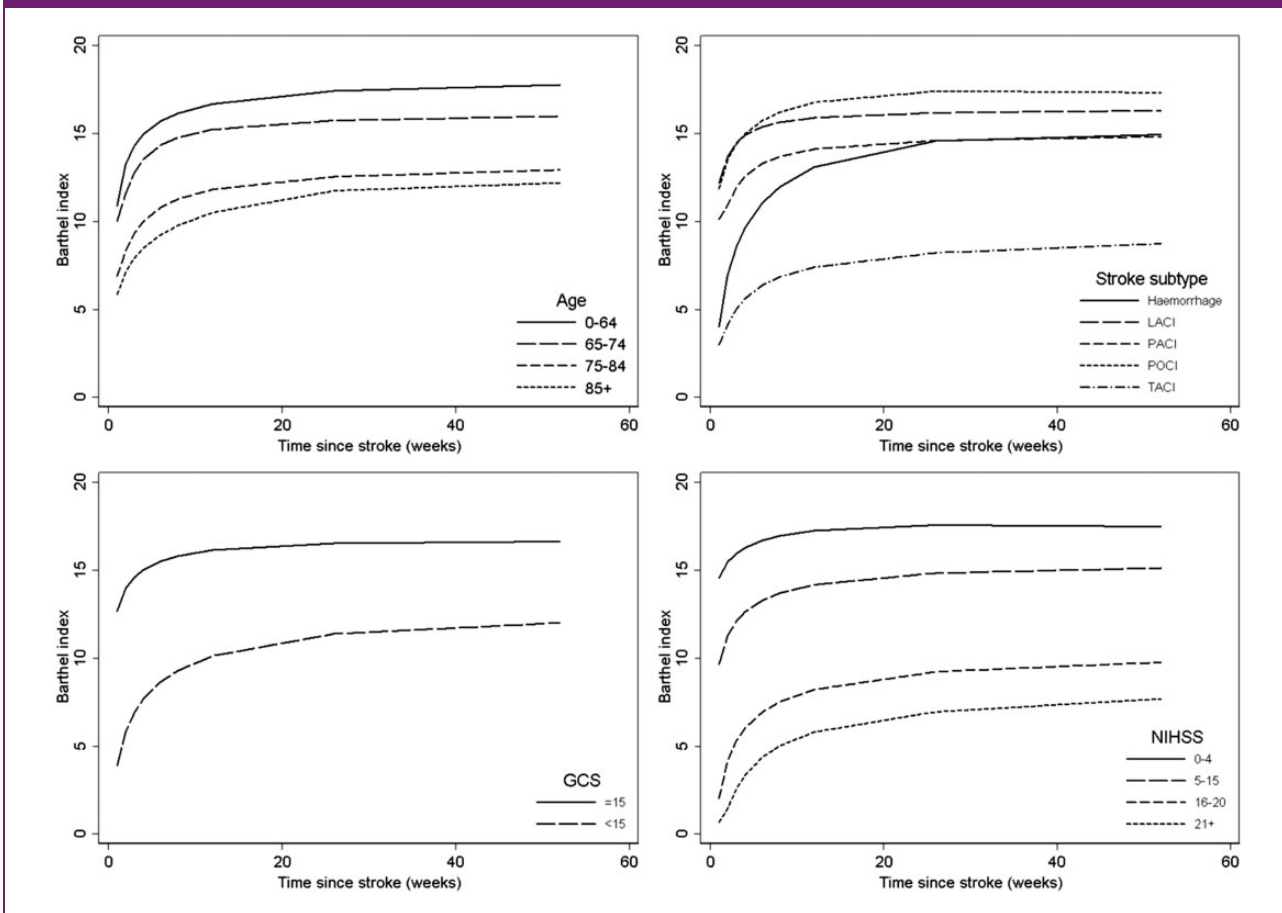 20
15
10
5
0
Barthel index
Age
0-64
65-74
75-84
85+
0 20 40 60
Time since stroke (weeks)
20
15
10
5
0
Barthel index
Stroke subtype
Haemorrhage
LACI
PACI
POCI
TACI
0 20 40 60
Time since stroke (weeks)
20
15
10
5
0
Barthel index
GCS
=15
<15
0 20 40 60
Time since stroke (weeks)
20
15
10
5
0
Barthel index
NIHSS
0-4
5-15
16-20
21+
0 20 40 60
Time since stroke (weeks)